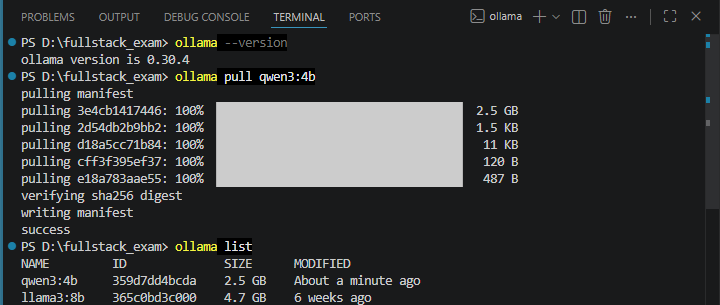 PROBLEMS OUTPUT DEBUG CONSOLE TERMINAL PORTS ollama
PS D:\fullstack_exam> ollama --version
ollama version is 0.30.4
PS D:\fullstack_exam> ollama pull qwen3:4b
pulling manifest
pulling 3e4cb1417446: 100% 2.5 GB
pulling 2d54db2b9bb2: 100% 1.5 KB
pulling d18a5cc71b84: 100% 11 KB
pulling cff3f395ef37: 100% 120 B
pulling e18a783aae55: 100% 487 B
verifying sha256 digest
writing manifest
success
PS D:\fullstack_exam> ollama list
NAME ID SIZE MODIFIED
qwen3:4b 359d7dd4bcda 2.5 GB About a minute ago
llama3:8b 365c0bd3c000 4.7 GB 6 weeks ago